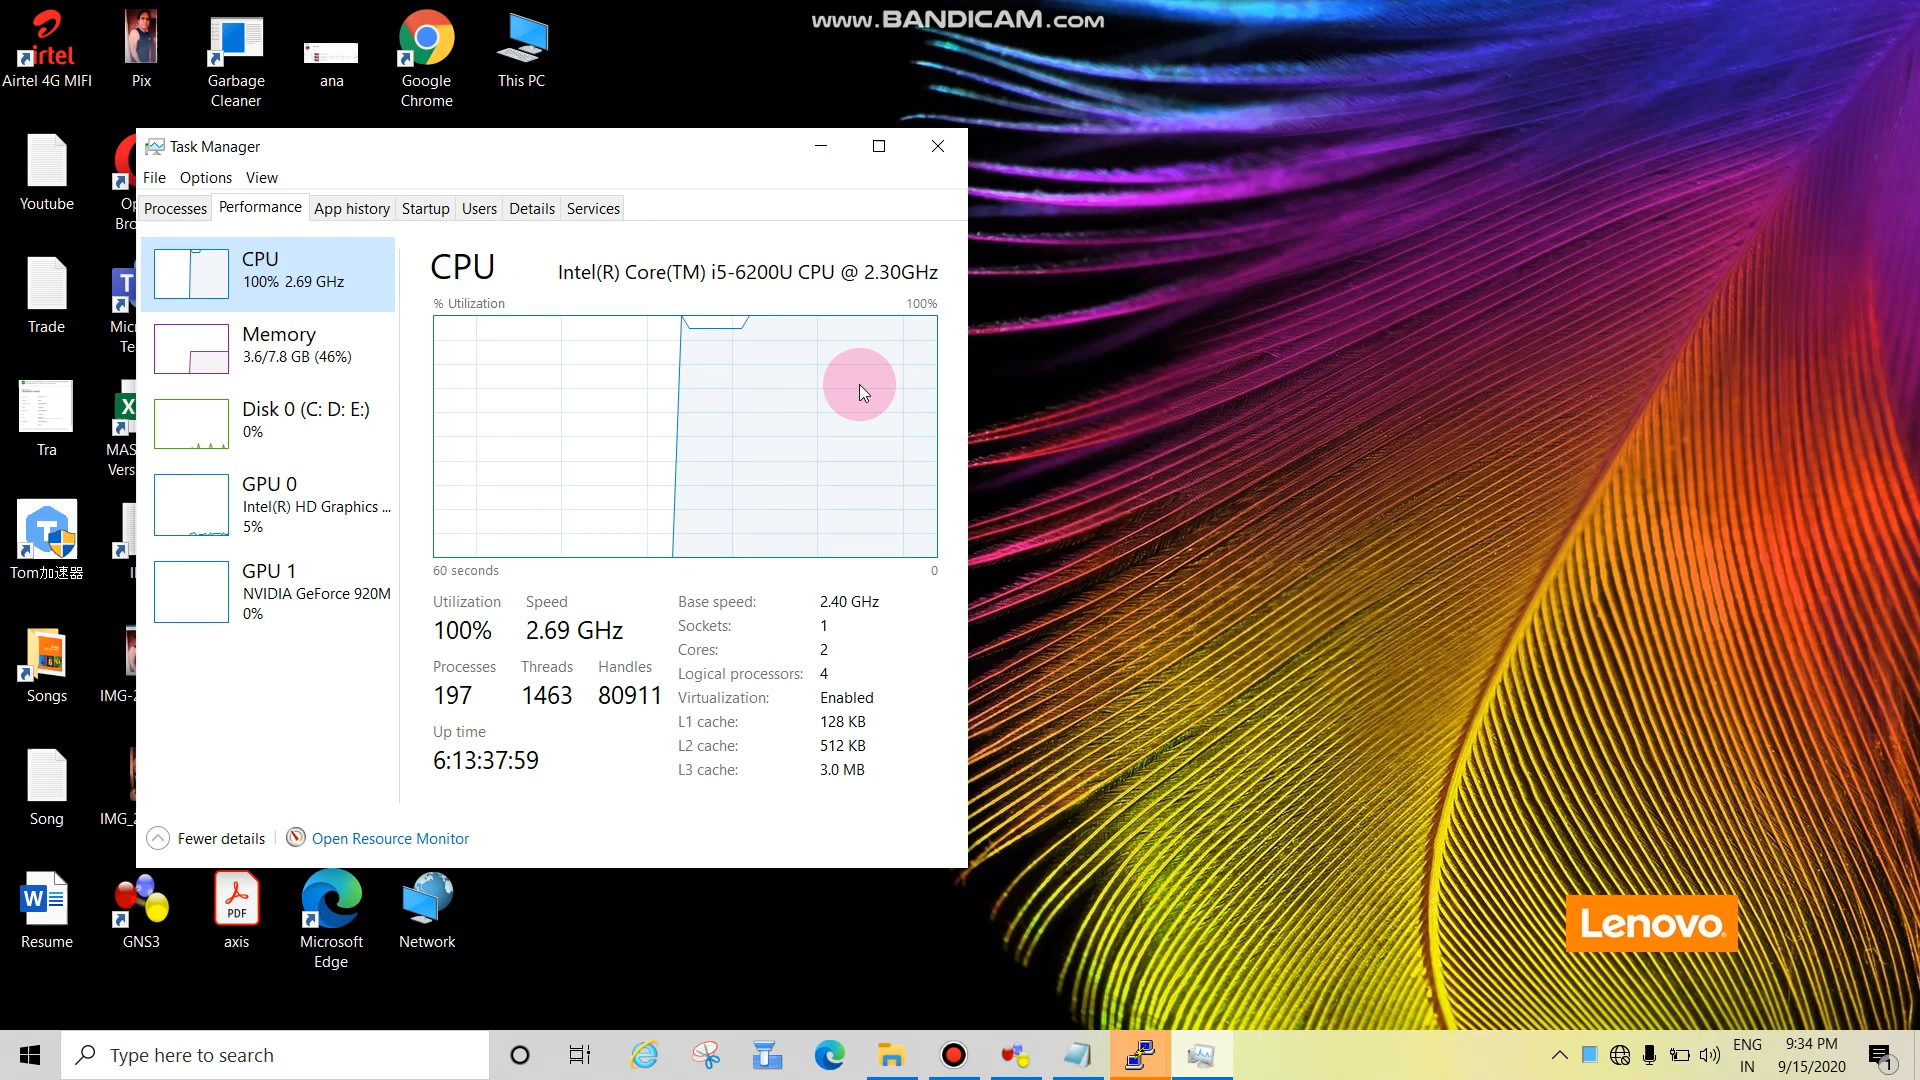 www.BANDICAM.com
Airtel 4G MIFI
Pix
Garbage
Cleaner
ana
Google
Chrome
This PC
Youtube
Trade
Tra
MAS
Vers
Tom加速器
Songs
IMG-2
Song
IMG_2
Task Manager
File Options View
Processes Performance App history Startup Users Details Services
CPU
100% 2.69 GHz
Memory
3.6/7.8 GB (46%)
Disk 0 (C: D: E:)
0%
GPU 0
Intel(R) HD Graphics ...
5%
GPU 1
NVIDIA GeForce 920M
0%
CPU
Intel(R) Core(TM) i5-6200U CPU @ 2.30GHz
% Utilization 100%
60 seconds 0
Utilization Speed
100% 2.69 GHz
Processes Threads Handles
197 1463 80911
Up time
6:13:37:59
Base speed: 2.40 GHz
Sockets: 1
Cores: 2
Logical processors: 4
Virtualization: Enabled
L1 cache: 128 KB
L2 cache: 512 KB
L3 cache: 3.0 MB
Fewer details Open Resource Monitor
Resume
GNS3
PDF
axis
Microsoft
Edge
Network
Lenovo
Type here to search
ENG
IN
9:34 PM
9/15/2020
1